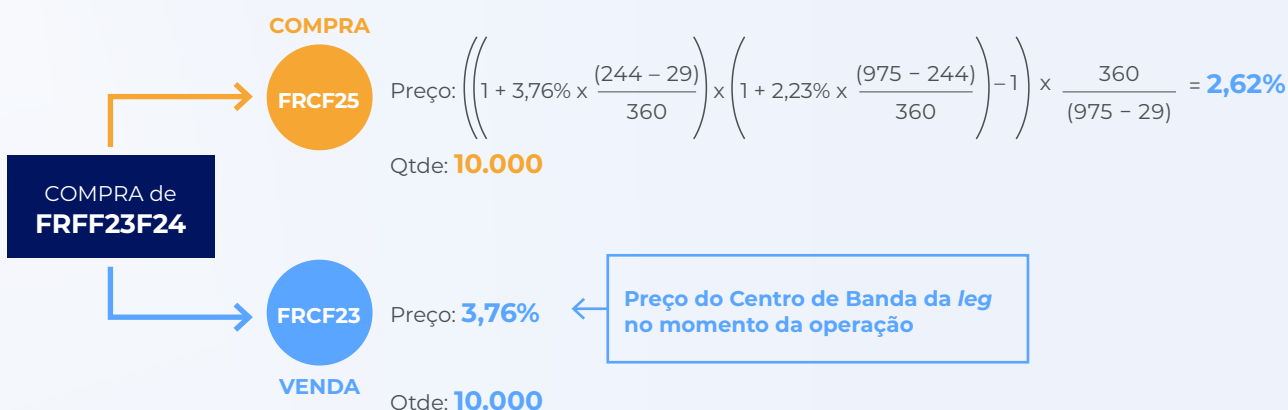 COMPRA
FRCF25
Preço: (((1 + 3,76% x (244 – 29) / 360) x (1 + 2,23% x (975 – 244) / 360)) – 1) x 360 / (975 – 29) = 2,62%
Qtde: 10.000
COMPRA de
FRFF23F24
FRCF23
Preço: 3,76%
Preço do Centro de Banda da leg
no momento da operação
VENDA
Qtde: 10.000